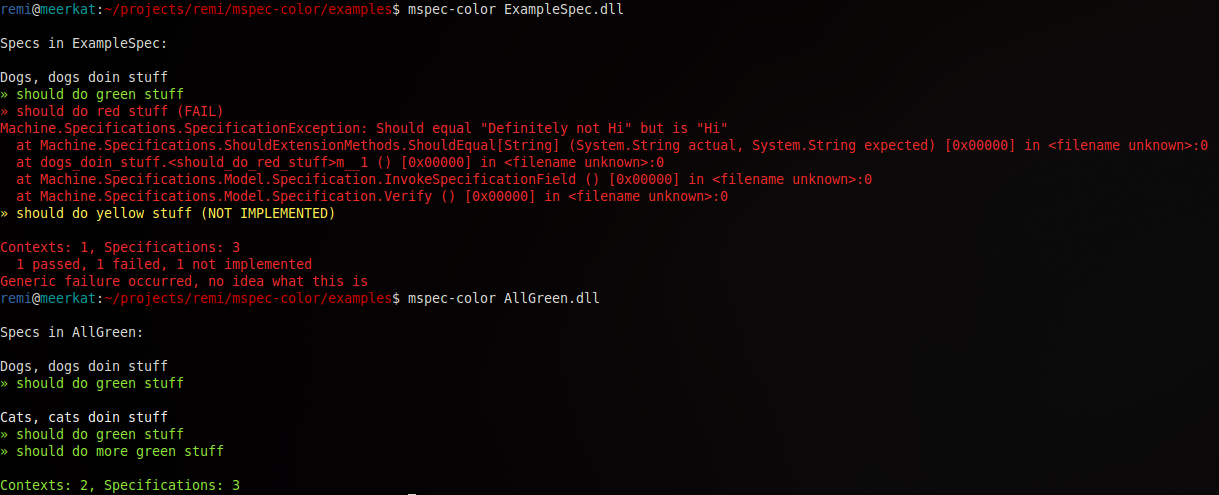 remi@meerkat:~/projects/remi/mspec-color/examples$ mspec-color ExampleSpec.dll
Specs in ExampleSpec:
Dogs, dogs doin stuff
» should do green stuff
» should do red stuff (FAIL)
Machine.Specifications.SpecificationException: Should equal "Definitely not Hi" but is "Hi"
  at Machine.Specifications.ShouldExtensionMethods.ShouldEqual[String] (System.String actual, System.String expected) [0x00000] in <filename unknown>:0
  at dogs_doin_stuff.<should_do_red_stuff>m__1 () [0x00000] in <filename unknown>:0
  at Machine.Specifications.Model.Specification.InvokeSpecificationField () [0x00000] in <filename unknown>:0
  at Machine.Specifications.Model.Specification.Verify () [0x00000] in <filename unknown>:0
» should do yellow stuff (NOT IMPLEMENTED)
Contexts: 1, Specifications: 3
  1 passed, 1 failed, 1 not implemented
Generic failure occurred, no idea what this is
remi@meerkat:~/projects/remi/mspec-color/examples$ mspec-color AllGreen.dll
Specs in AllGreen:
Dogs, dogs doin stuff
» should do green stuff
Cats, cats doin stuff
» should do green stuff
» should do more green stuff
Contexts: 2, Specifications: 3